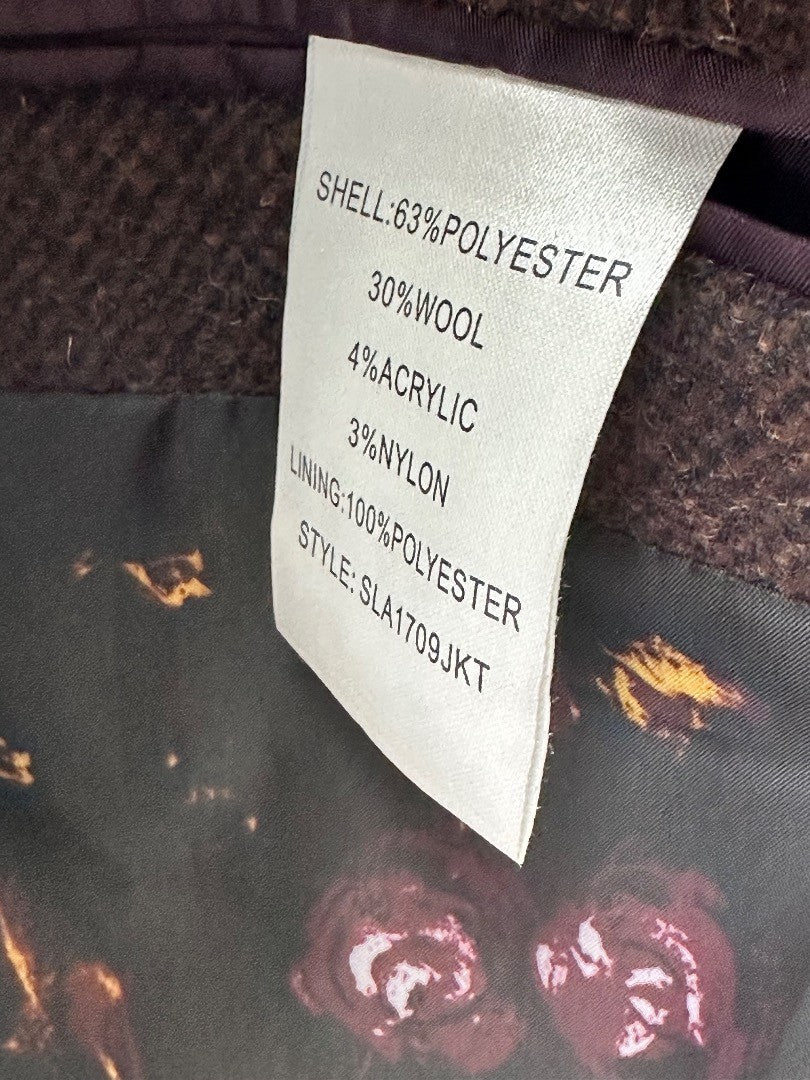 SHELL:63%POLYESTER
30%WOOL
4%ACRYLIC
3%NYLON
LINING:100%POLYESTER
STYLE: SLA1709JKT